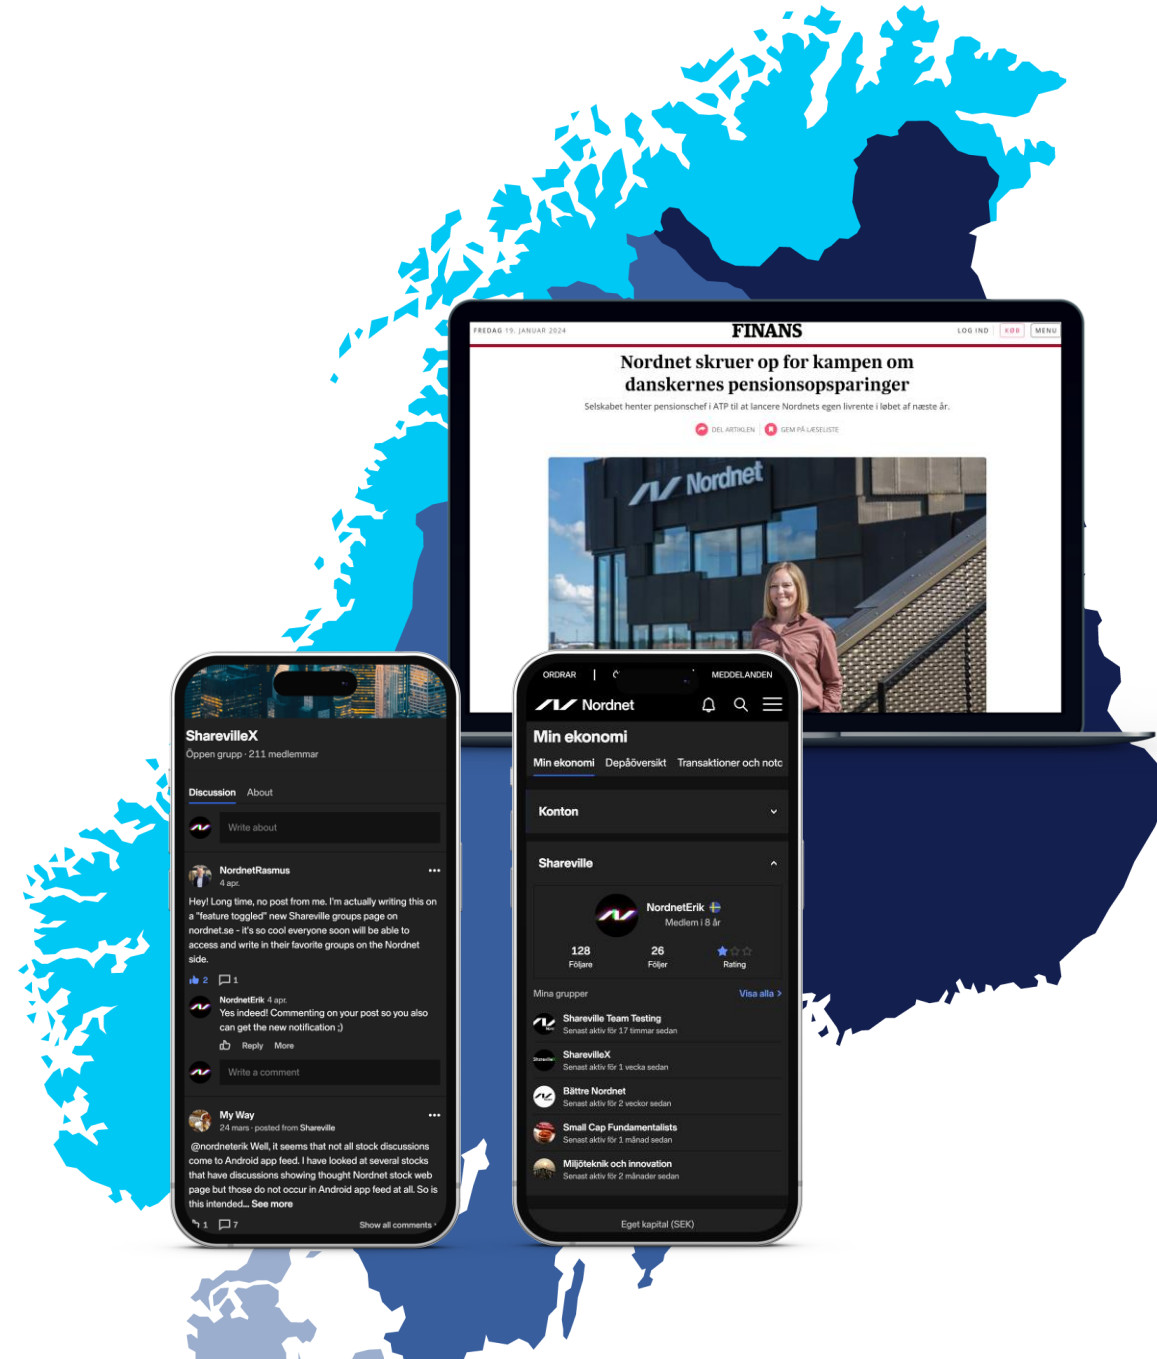 FREDAG 19. JANUAR 2024
FINANS
LOG IND
KØB
MENU
Nordnet skruer op for kampen om
danskernes pensionsopsparinger
Selskabet henter pensionschef i ATP til at lancere Nordnets egen livrente i løbet af næste år.
DEL ARTIKLEN
GEM PÅ LÆSELISTE
Nordnet
SharevilleX
Öppen grupp · 211 medlemmar
Discussion About
Write about
NordnetRasmus
4 apr.
Hey! Long time, no post from me. I'm actually writing this on
a "feature toggled" new Shareville groups page on
nordnet.se - it's so cool everyone soon will be able to
access and write in their favorite groups on the Nordnet
side.
2 1
NordnetErik 4 apr.
Yes indeed! Commenting on your post so you also
can get the new notification ;)
Reply More
Write a comment
My Way
24 mars · posted from Shareville
@nordneterik Well, it seems that not all stock discussions
come to Android app feed. I have looked at several stocks
that have discussions showing thought Nordnet stock web
page but those do not occur in Android app feed at all. So is
this intended... See more
1 7 Show all comments
ORDRAR
MEDDELANDEN
Nordnet
Min ekonomi
Min ekonomi Depåöversikt Transaktioner och noto
Konton
Shareville
NordnetErik
Medlem i 8 år
128 26
Följare Följer Rating
Mina grupper Visa alla >
Shareville Team Testing
Senast aktiv för 17 timmar sedan
SharevilleX
Senast aktiv för 1 vecka sedan
Bättre Nordnet
Senast aktiv för 2 veckor sedan
Small Cap Fundamentalists
Senast aktiv för 1 månad sedan
Miljöteknik och innovation
Senast aktiv för 2 månader sedan
Eget kapital (SEK)